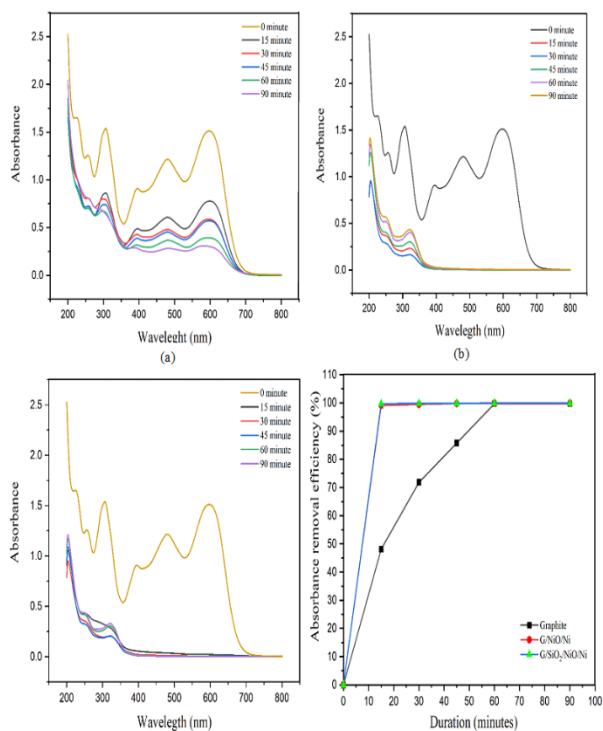 0 minute
15 minute
30 minute
45 minute
60 minute
90 minute
2.5
2.0
1.5
1.0
0.5
0.0
Absorbance
200 300 400 500 600 700 800
Waveleht (nm)
(a)
0 minute
15 minute
30 minute
45 minute
60 minute
90 minute
2.5
2.0
1.5
1.0
0.5
0.0
Absorbance
200 300 400 500 600 700 800
Wavelegth (nm)
(b)
0 minute
15 minute
30 minute
45 minute
60 minute
90 minute
2.5
2.0
1.5
1.0
0.5
0.0
Absorbance
200 300 400 500 600 700 800
Wavelegth (nm)
110
100
90
80
70
60
50
40
30
20
10
0
Absorbance removal efficiency (%)
Graphite
G/NiO/Ni
G/SiO₂/NiO/Ni
0 10 20 30 40 50 60 70 80 90 100
Duration (minutes)